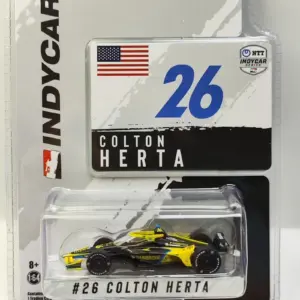 INDYCAR
NTT
INDYCAR
SERIES
26
COLTON
HERTA
8+
1:64
#26 COLTON HERTA